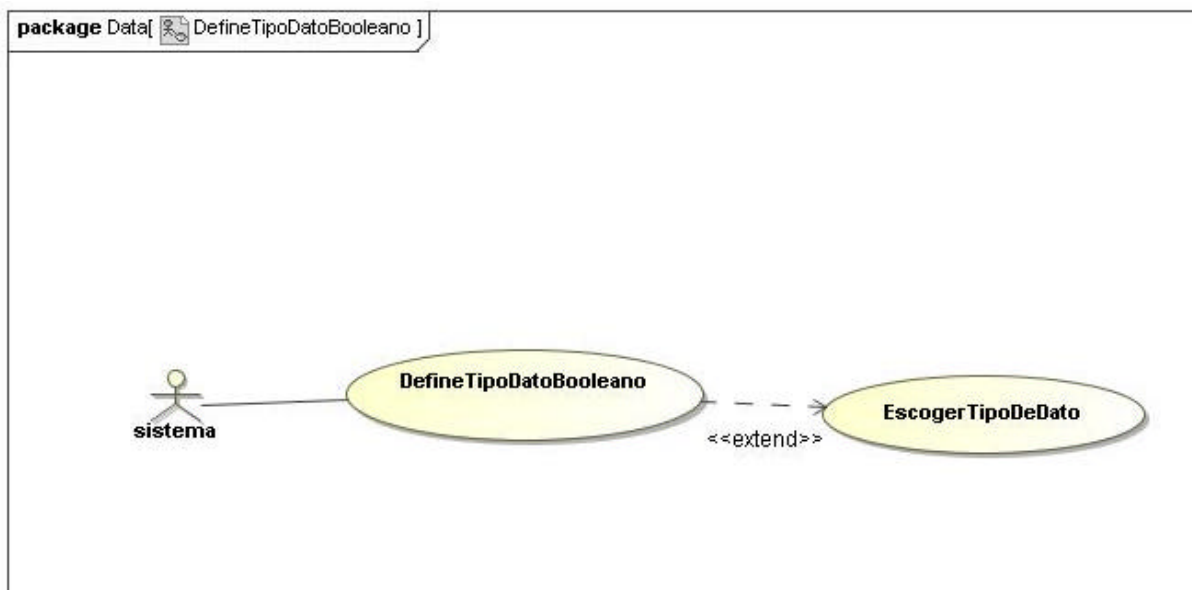 package Data[ DefineTipoDatoBooleano ]
DefineTipoDatoBooleano
EscogerTipoDeDato
sistema
<<extend>>